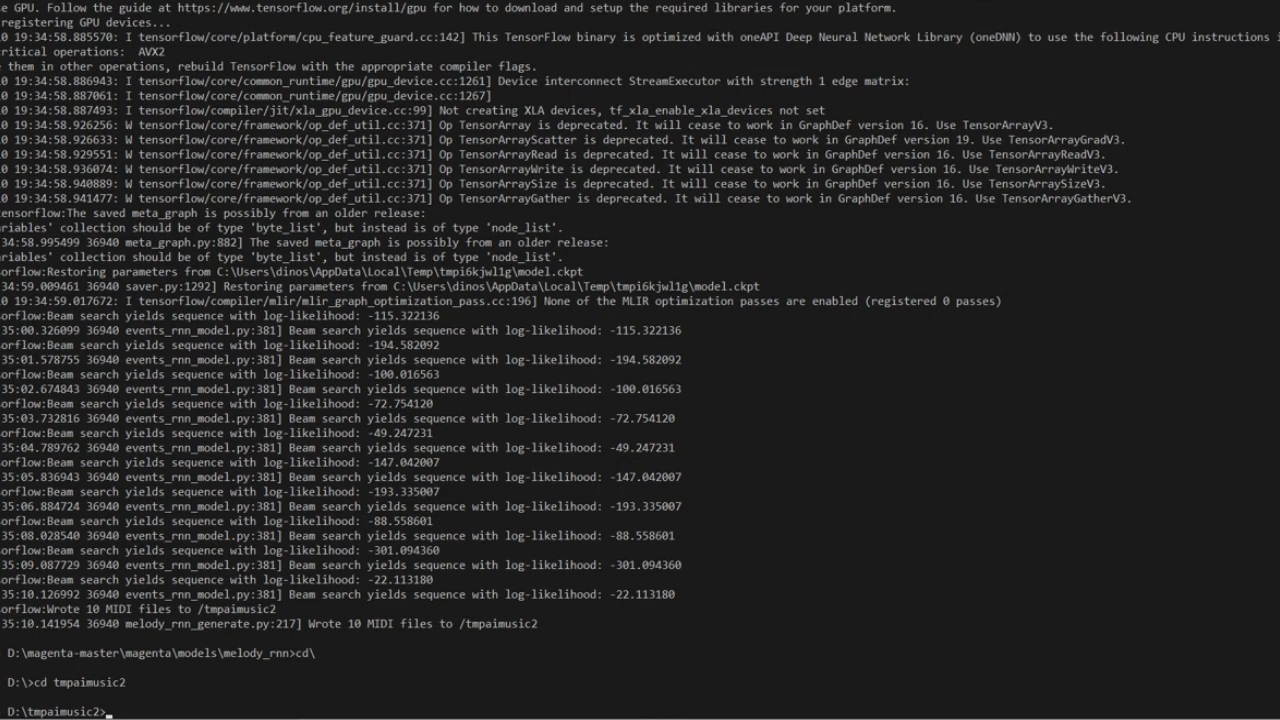 e GPU. Follow the guide at https://www.tensorflow.org/install/gpu for how to download and setup the required libraries for your platform.
registering GPU devices...
0 19:34:58.885570: I tensorflow/core/platform/cpu_feature_guard.cc:142] This TensorFlow binary is optimized with oneAPI Deep Neural Network Library (oneDNN) to use the following CPU instructions i
critical operations:  AVX2
e them in other operations, rebuild TensorFlow with the appropriate compiler flags.
0 19:34:58.886943: I tensorflow/core/common_runtime/gpu/gpu_device.cc:1261] Device interconnect StreamExecutor with strength 1 edge matrix:
0 19:34:58.887061: I tensorflow/core/common_runtime/gpu/gpu_device.cc:1267]
0 19:34:58.887493: I tensorflow/compiler/jit/xla_gpu_device.cc:99] Not creating XLA devices, tf_xla_enable_xla_devices not set
0 19:34:58.926256: W tensorflow/core/framework/op_def_util.cc:371] Op TensorArray is deprecated. It will cease to work in GraphDef version 16. Use TensorArrayV3.
0 19:34:58.926633: W tensorflow/core/framework/op_def_util.cc:371] Op TensorArrayScatter is deprecated. It will cease to work in GraphDef version 19. Use TensorArrayGradV3.
0 19:34:58.929551: W tensorflow/core/framework/op_def_util.cc:371] Op TensorArrayRead is deprecated. It will cease to work in GraphDef version 16. Use TensorArrayReadV3.
0 19:34:58.936074: W tensorflow/core/framework/op_def_util.cc:371] Op TensorArrayWrite is deprecated. It will cease to work in GraphDef version 16. Use TensorArrayWriteV3.
0 19:34:58.940889: W tensorflow/core/framework/op_def_util.cc:371] Op TensorArraySize is deprecated. It will cease to work in GraphDef version 16. Use TensorArraySizeV3.
0 19:34:58.941477: W tensorflow/core/framework/op_def_util.cc:371] Op TensorArrayGather is deprecated. It will cease to work in GraphDef version 16. Use TensorArrayGatherV3.
tensorflow:The saved meta_graph is possibly from an older release:
ariables' collection should be of type 'byte_list', but instead is of type 'node_list'.
34:58.995499 36940 meta_graph.py:882] The saved meta_graph is possibly from an older release:
ariables' collection should be of type 'byte_list', but instead is of type 'node_list'.
sorflow:Restoring parameters from C:\Users\dinos\AppData\Local\Temp\tmpi6kjwl1g\model.ckpt
:34:59.009461 36940 saver.py:1292] Restoring parameters from C:\Users\dinos\AppData\Local\Temp\tmpi6kjwl1g\model.ckpt
0 19:34:59.017672: I tensorflow/compiler/mlir/mlir_graph_optimization_pass.cc:196] None of the MLIR optimization passes are enabled (registered 0 passes)
sorflow:Beam search yields sequence with log-likelihood: -115.322136
:35:00.326099 36940 events_rnn_model.py:381] Beam search yields sequence with log-likelihood: -115.322136
sorflow:Beam search yields sequence with log-likelihood: -194.582092
:35:01.578755 36940 events_rnn_model.py:381] Beam search yields sequence with log-likelihood: -194.582092
sorflow:Beam search yields sequence with log-likelihood: -100.016563
:35:02.674843 36940 events_rnn_model.py:381] Beam search yields sequence with log-likelihood: -100.016563
sorflow:Beam search yields sequence with log-likelihood: -72.754120
:35:03.732816 36940 events_rnn_model.py:381] Beam search yields sequence with log-likelihood: -72.754120
sorflow:Beam search yields sequence with log-likelihood: -49.247231
:35:04.789762 36940 events_rnn_model.py:381] Beam search yields sequence with log-likelihood: -49.247231
sorflow:Beam search yields sequence with log-likelihood: -147.042007
:35:05.836943 36940 events_rnn_model.py:381] Beam search yields sequence with log-likelihood: -147.042007
sorflow:Beam search yields sequence with log-likelihood: -193.335007
:35:06.884724 36940 events_rnn_model.py:381] Beam search yields sequence with log-likelihood: -193.335007
sorflow:Beam search yields sequence with log-likelihood: -88.558601
:35:08.028540 36940 events_rnn_model.py:381] Beam search yields sequence with log-likelihood: -88.558601
sorflow:Beam search yields sequence with log-likelihood: -301.094360
:35:09.087729 36940 events_rnn_model.py:381] Beam search yields sequence with log-likelihood: -301.094360
sorflow:Beam search yields sequence with log-likelihood: -22.113180
:35:10.126992 36940 events_rnn_model.py:381] Beam search yields sequence with log-likelihood: -22.113180
sorflow:Wrote 10 MIDI files to /tmpaimusic2
:35:10.141954 36940 melody_rnn_generate.py:217] Wrote 10 MIDI files to /tmpaimusic2
D:\magenta-master\magenta\models\melody_rnn>cd\
D:\>cd tmpaimusic2
D:\tmpaimusic2>